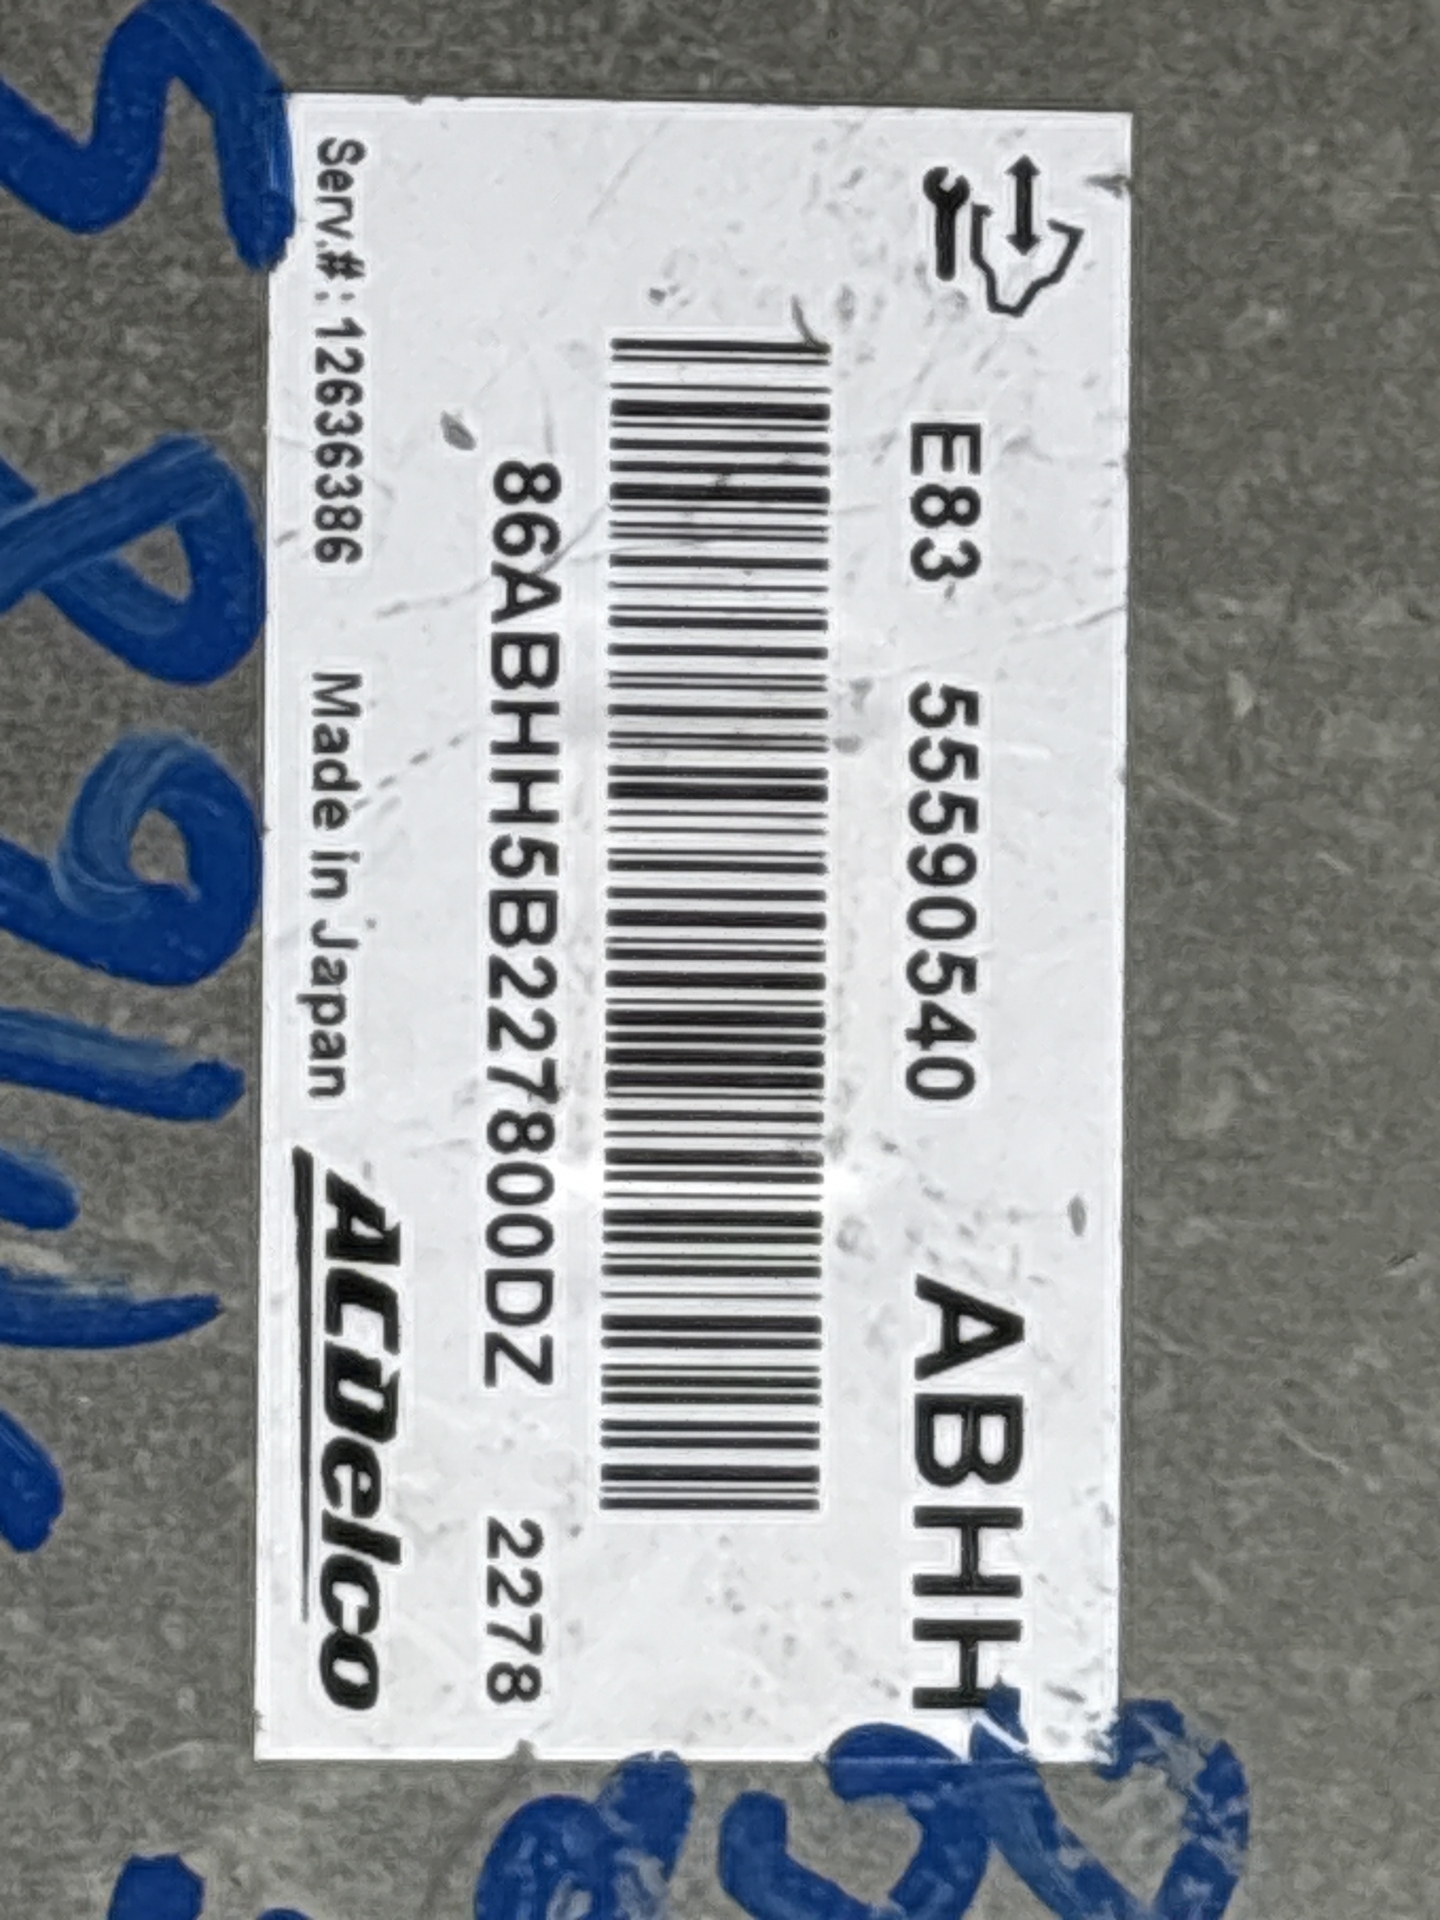 E83 55590540 ABHH
86ABHH5B227800DZ 2278
Serv.#: 12636386 Made in Japan ACDelco